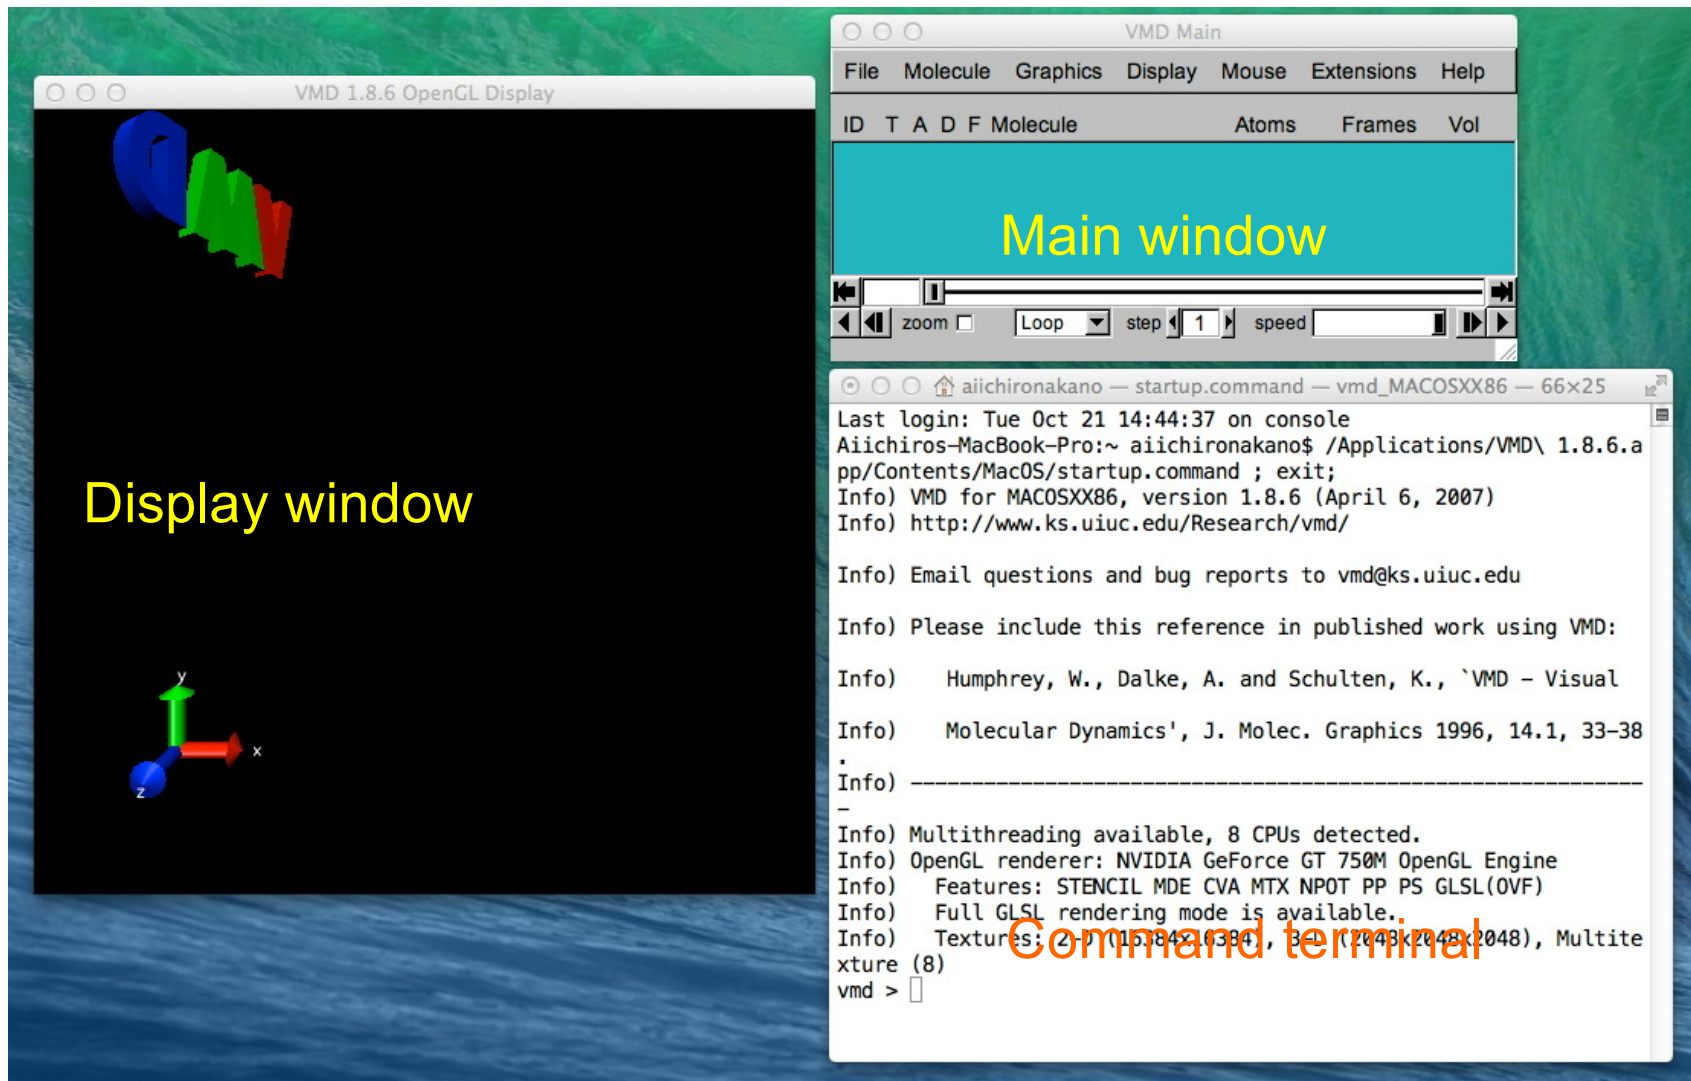 VMD 1.8.6 OpenGL Display
Display window
y
x
z
VMD Main
File Molecule Graphics Display Mouse Extensions Help
ID T A D F Molecule Atoms Frames Vol
Main window
zoom Loop step 1 speed
aiichironakano — startup.command — vmd_MACOSXX86 — 66×25
Last login: Tue Oct 21 14:44:37 on console
Aiichiros-MacBook-Pro:~ aiichironakano$ /Applications/VMD\ 1.8.6.a
pp/Contents/MacOS/startup.command ; exit;
Info) VMD for MACOSXX86, version 1.8.6 (April 6, 2007)
Info) http://www.ks.uiuc.edu/Research/vmd/
Info) Email questions and bug reports to vmd@ks.uiuc.edu
Info) Please include this reference in published work using VMD:
Info)    Humphrey, W., Dalke, A. and Schulten, K., `VMD - Visual
Info)    Molecular Dynamics', J. Molec. Graphics 1996, 14.1, 33-38
.
Info) ------------------------------------------------------------
-
Info) Multithreading available, 8 CPUs detected.
Info) OpenGL renderer: NVIDIA GeForce GT 750M OpenGL Engine
Info)   Features: STENCIL MDE CVA MTX NPOT PP PS GLSL(OVF)
Info)   Full GLSL rendering mode is available.
Info)   Textures: 2-D (16384x16384), 3-D (2048x2048x2048), Multite
xture (8)
vmd >
Command terminal